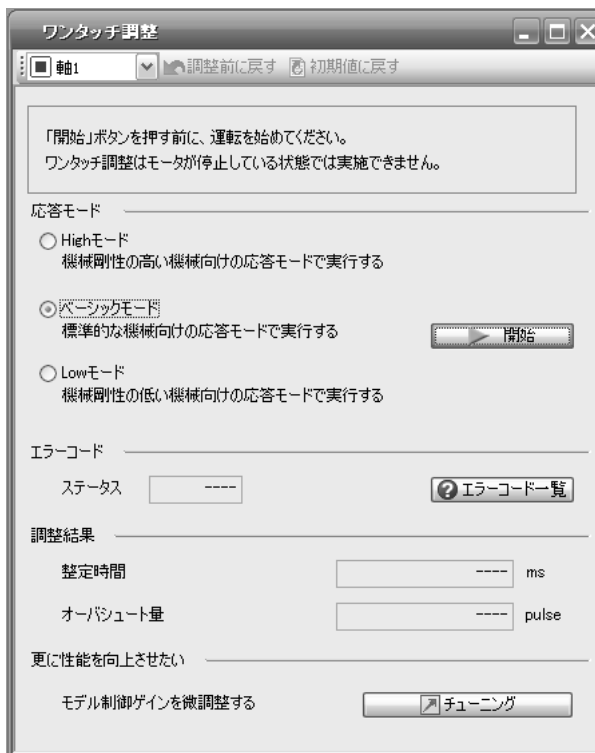 ワンタッチ調整
軸1 調整前に戻す 初期値に戻す
「開始」ボタンを押す前に、運転を始めてください。
ワンタッチ調整はモータが停止している状態では実施できません。
応答モード
Highモード
機械剛性の高い機械向けの応答モードで実行する
ベーシックモード
標準的な機械向けの応答モードで実行する
開始
Lowモード
機械剛性の低い機械向けの応答モードで実行する
エラーコード
ステータス ---- エラーコード一覧
調整結果
整定時間 ---- ms
オーバシュート量 ---- pulse
更に性能を向上させたい
モデル制御ゲインを微調整する チューニング